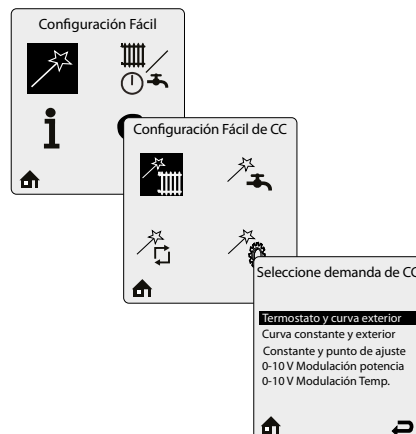 Configuración Fácil
i
Configuración Fácil de CC
Seleccione demanda de CC
Termostato y curva exterior
Curva constante y exterior
Constante y punto de ajuste
0-10 V Modulación potencia
0-10 V Modulación Temp.